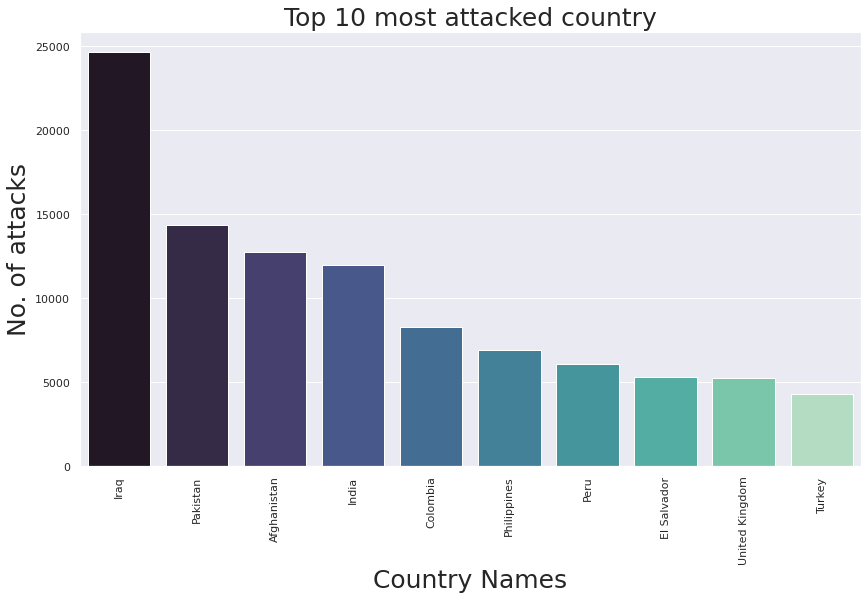 Top 10 most attacked country
No. of attacks
25000
20000
15000
10000
5000
0
Iraq
Pakistan
Afghanistan
India
Colombia
Philippines
Peru
El Salvador
United Kingdom
Turkey
Country Names